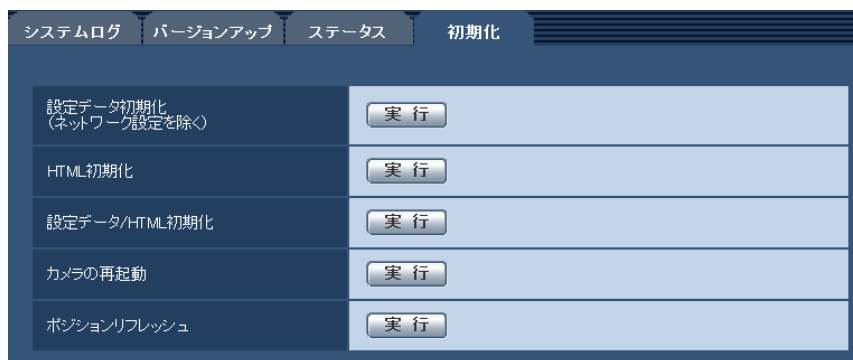 システムログ
バージョンアップ
ステータス
初期化
設定データ初期化
(ネットワーク設定を除く)
実 行
HTML初期化
実 行
設定データ/HTML初期化
実 行
カメラの再起動
実 行
ポジションリフレッシュ
実 行